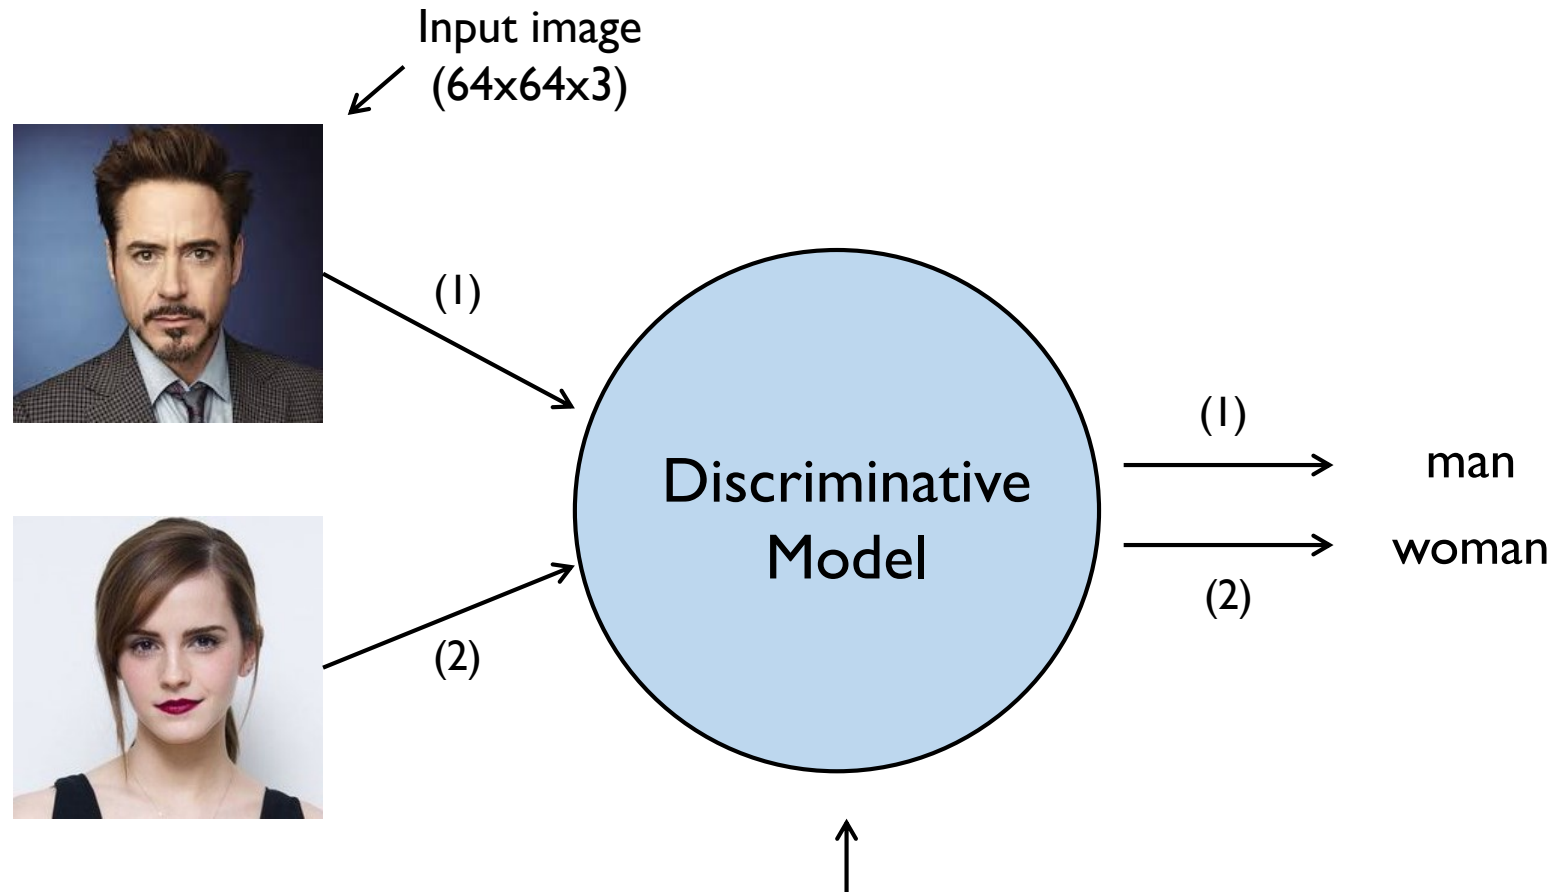 Input image
(64x64x3)
(1)
(2)
Discriminative
Model
(1)
man
woman
(2)